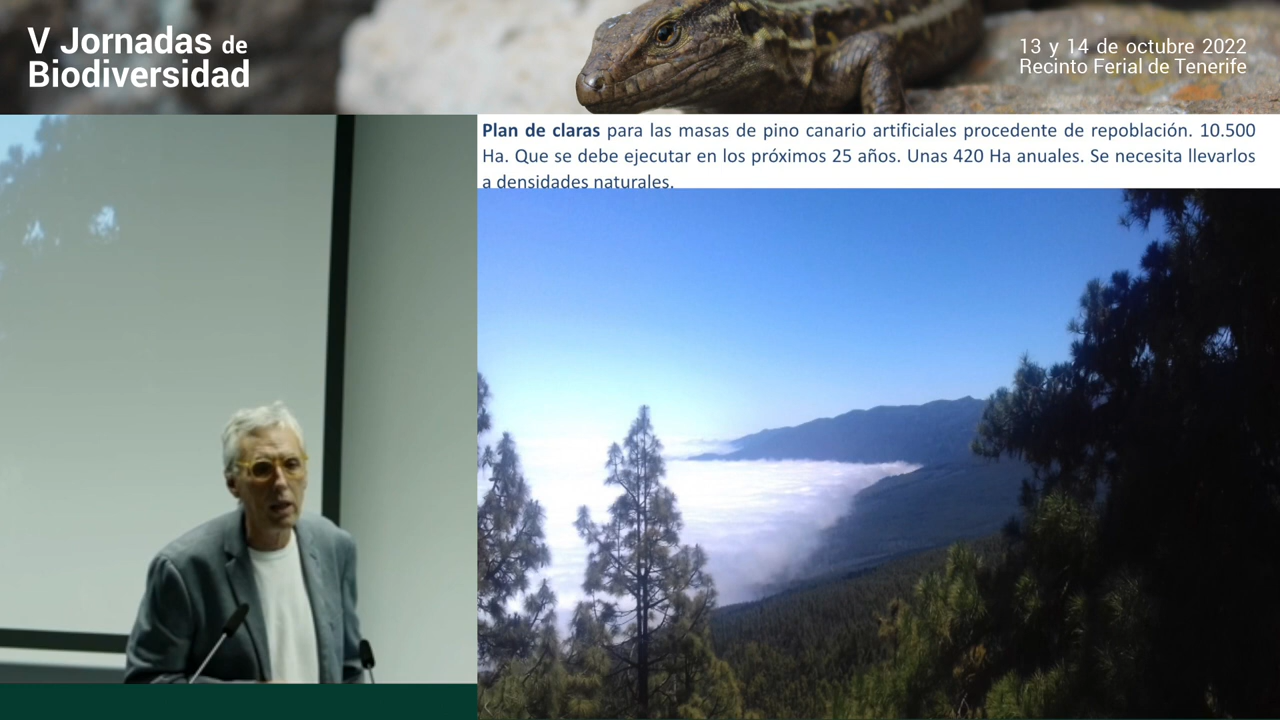 V Jornadas de
Biodiversidad
13 y 14 de octubre 2022
Recinto Ferial de Tenerife
Plan de claras para las masas de pino canario artificiales procedente de repoblación. 10.500
Ha. Que se debe ejecutar en los próximos 25 años. Unas 420 Ha anuales. Se necesita llevarlos
a densidades naturales.